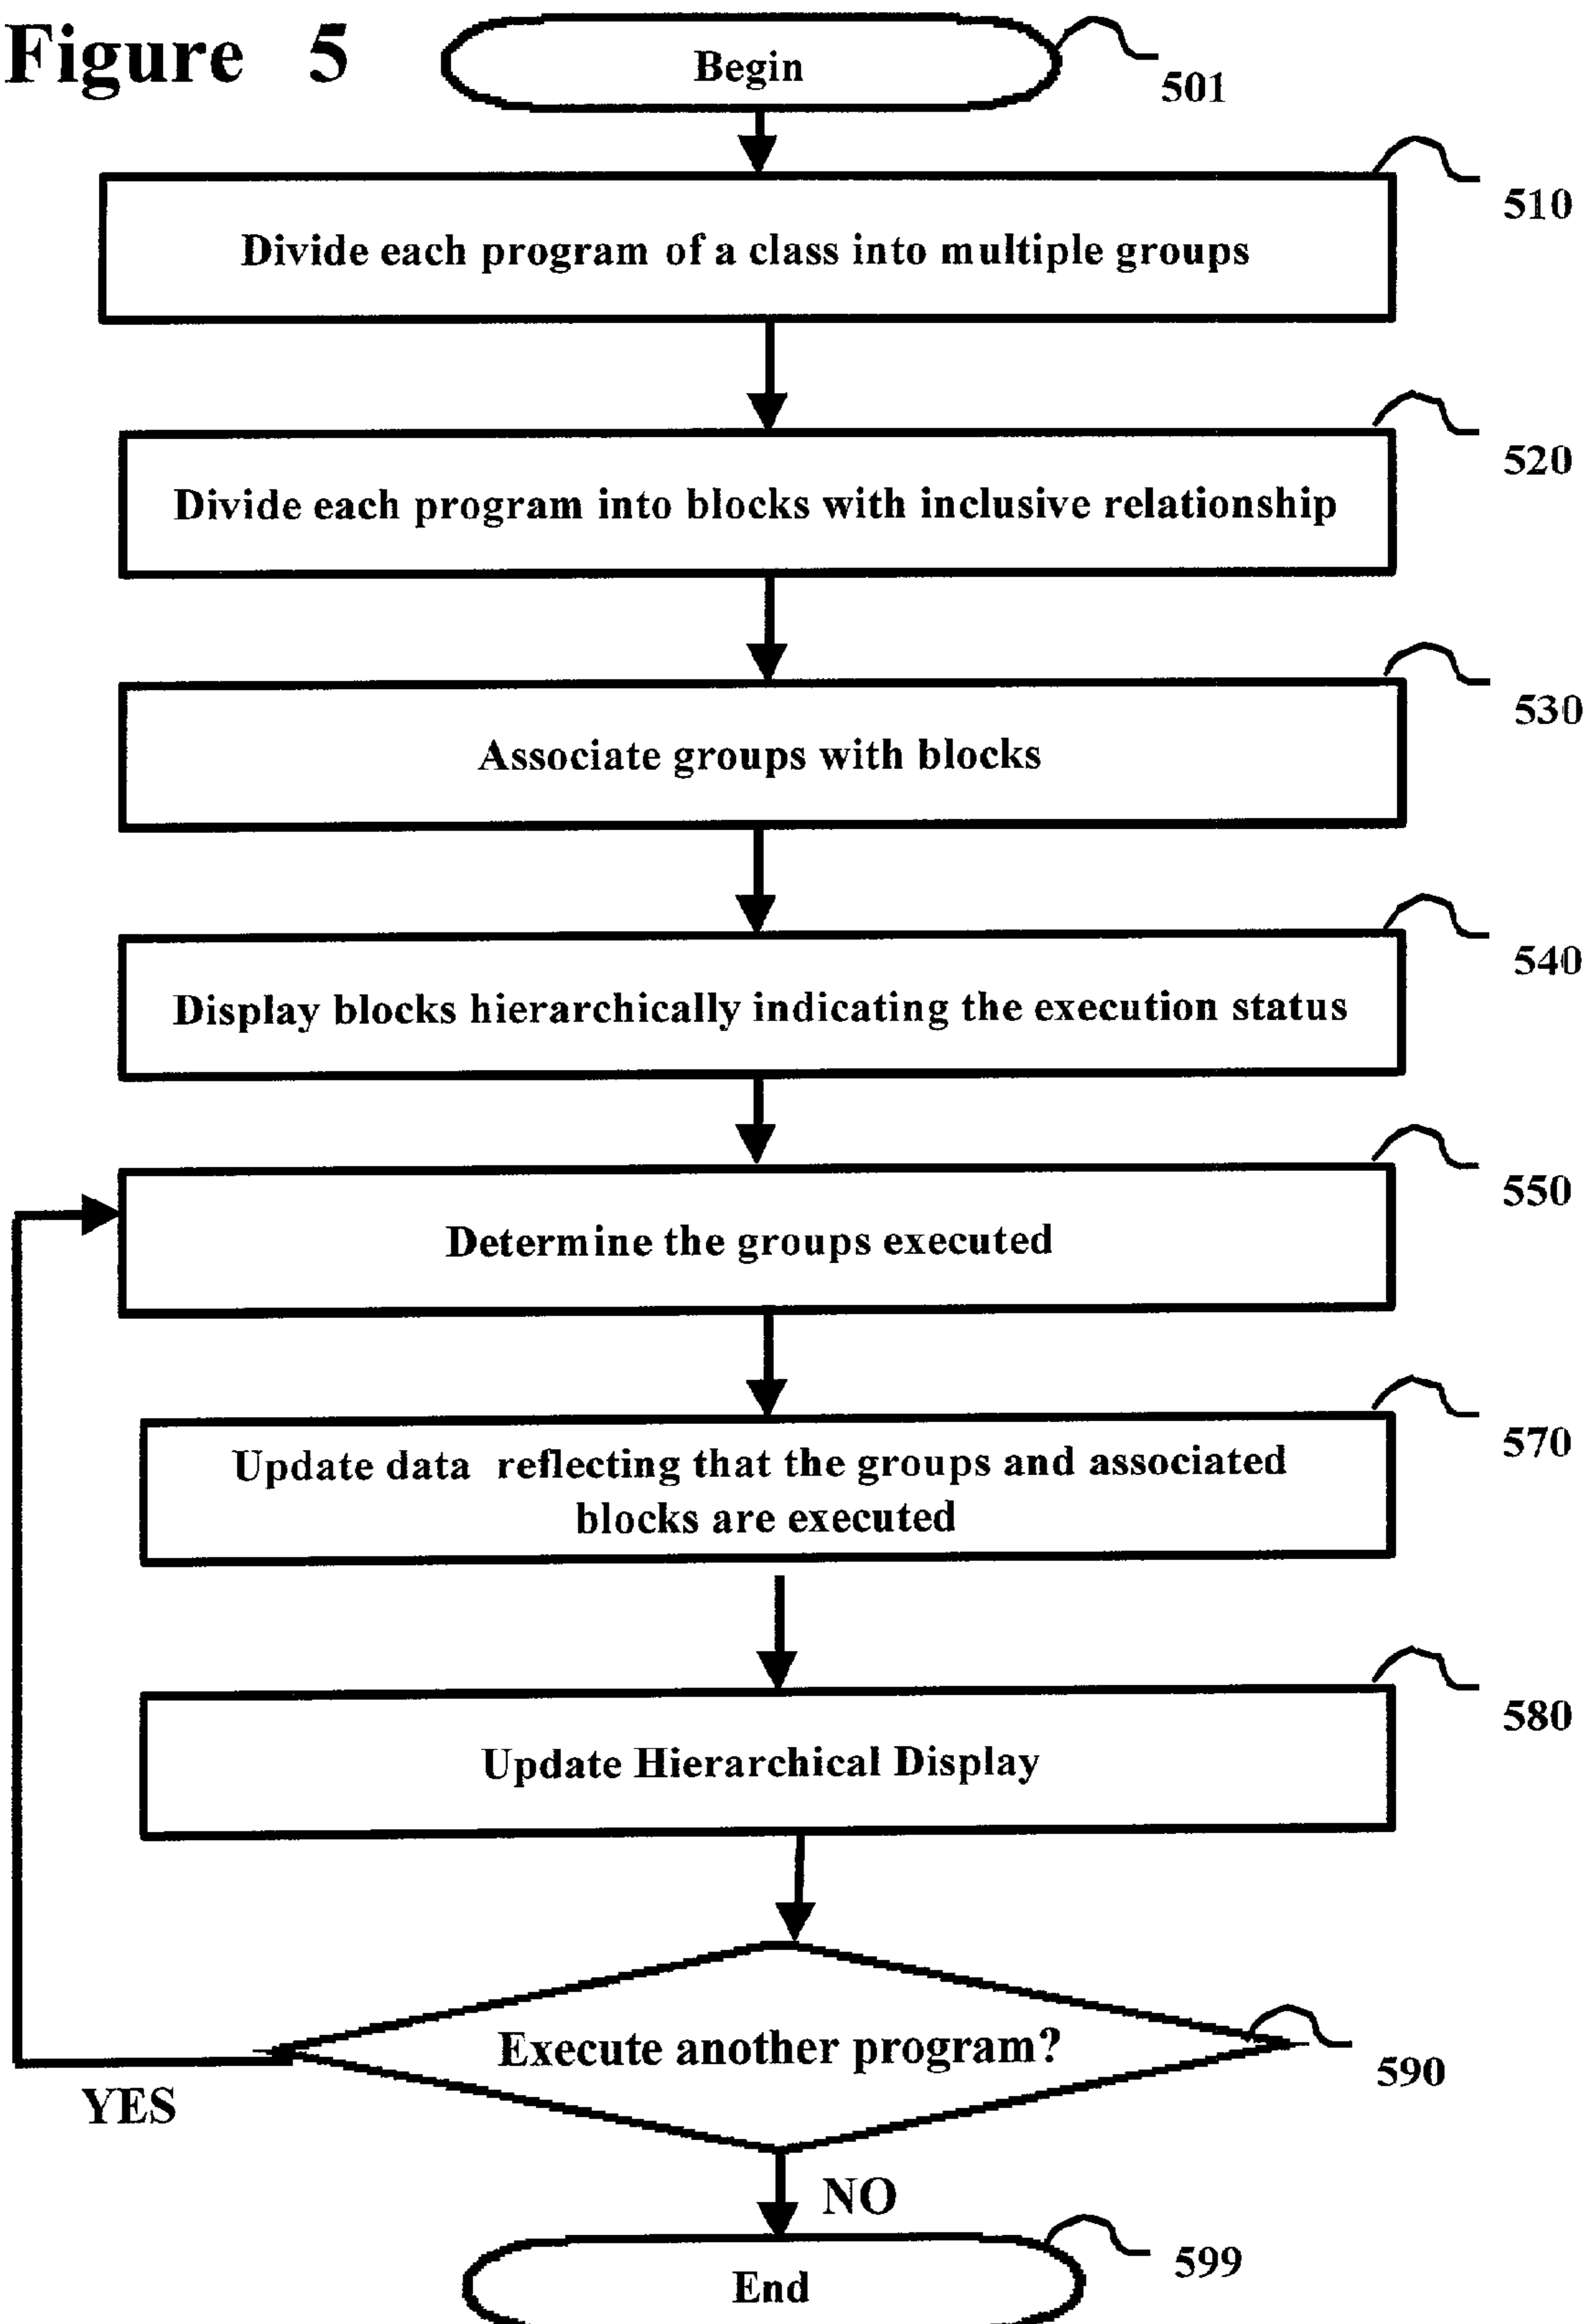 Figure 5
Begin
501
510
Divide each program of a class into multiple groups
520
Divide each program into blocks with inclusive relationship
530
Associate groups with blocks
540
Display blocks hierarchically indicating the execution status
550
Determine the groups executed
570
Update data reflecting that the groups and associated
blocks are executed
580
Update Hierarchical Display
Execute another program?
590
YES
NO
599
End